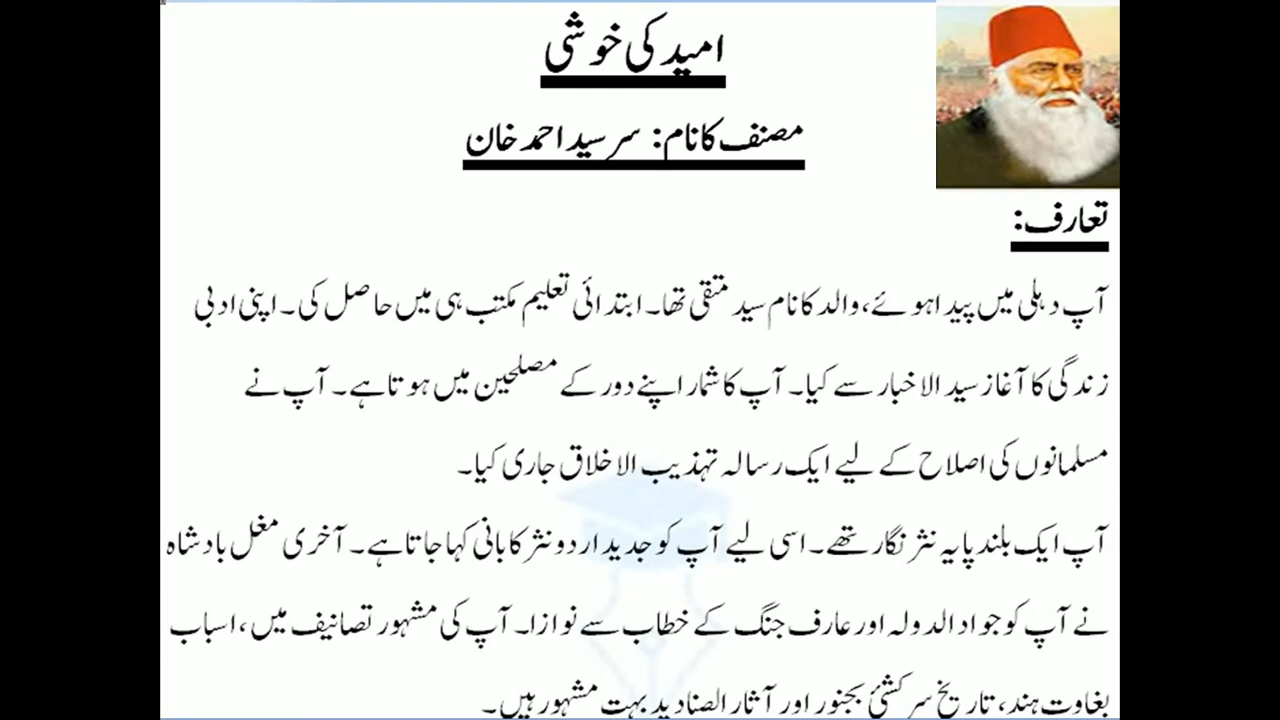 امید کی خوشی
مصنف کا نام: سر سید احمد خان
تعارف:
آپ دہلی میں پیدا ہوئے، والد کا نام سید متقی تھا۔ ابتدائی تعلیم مکتب ہی میں حاصل کی۔ اپنی ادبی
زندگی کا آغاز سید الاخبار سے کیا۔ آپ کا شمار اپنے دور کے مصلحین میں ہوتا ہے۔ آپ نے
مسلمانوں کی اصلاح کے لیے ایک رسالہ تہذیب الاخلاق جاری کیا۔
آپ ایک بلند پایہ نثر نگار تھے۔ اسی لیے آپ کو جدید اردو نثر کا بانی کہا جاتا ہے۔ آخری مغل بادشاہ
نے آپ کو جواد الدولہ اور عارف جنگ کے خطاب سے نوازا۔ آپ کی مشہور تصانیف میں، اسباب
بغاوت ہند، تاریخ سرکشئ بجنور اور آثار الصنادید بہت مشہور ہیں۔